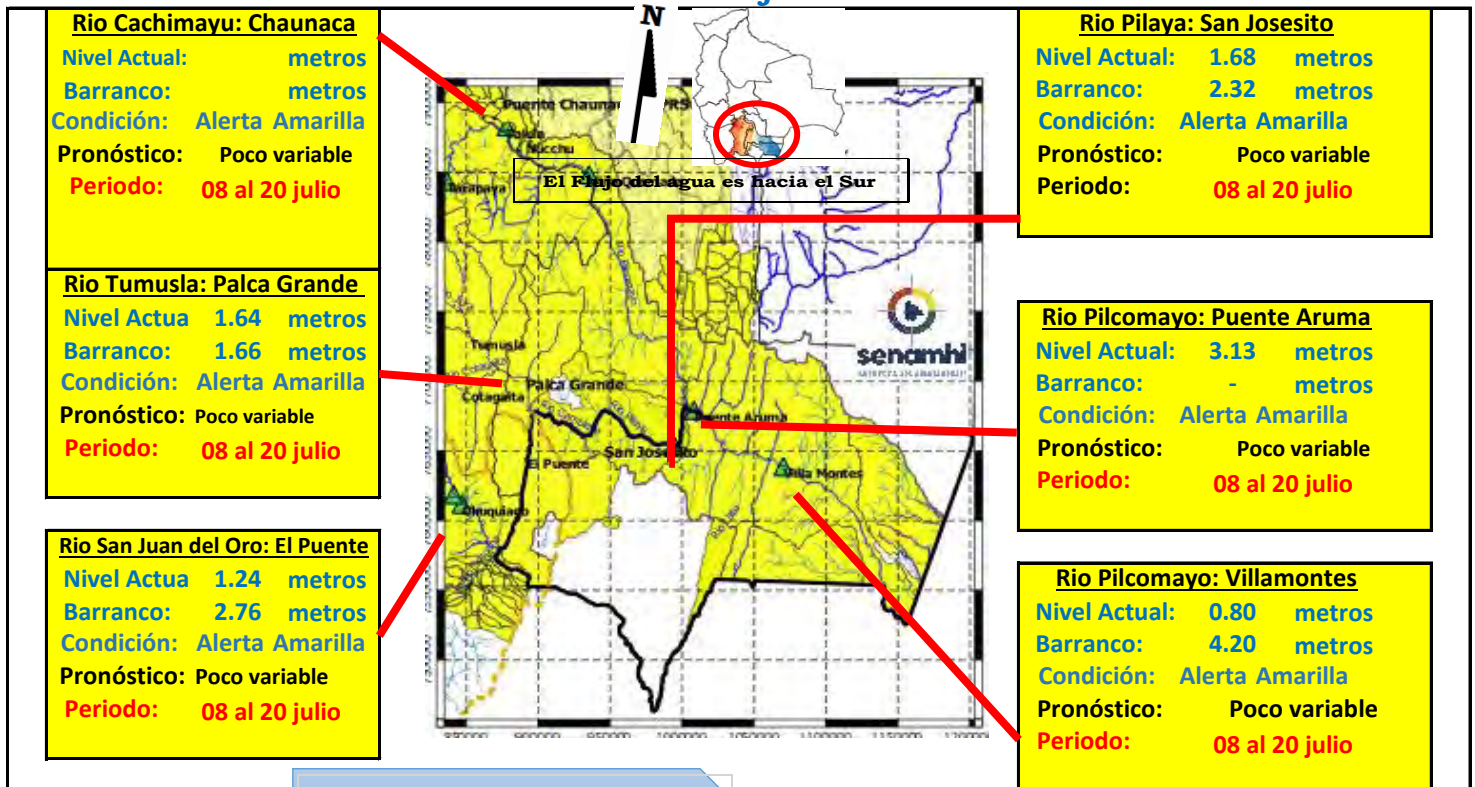 Rio Cachimayu: Chaunaca
Nivel Actual: metros
Barranco: metros
Condición: Alerta Amarilla
Pronóstico: Poco variable
Periodo: 08 al 20 julio
Rio Tumusla: Palca Grande
Nivel Actua 1.64 metros
Barranco: 1.66 metros
Condición: Alerta Amarilla
Pronóstico: Poco variable
Periodo: 08 al 20 julio
Rio San Juan del Oro: El Puente
Nivel Actua 1.24 metros
Barranco: 2.76 metros
Condición: Alerta Amarilla
Pronóstico: Poco variable
Periodo: 08 al 20 julio
N
Puente
El Flujo del agua es hacia el Sur
Tumusla
Palca Grande
Cotagaita
Puente Aruma
El Puente
Villa Montes
senamhi
900000
1100000
Rio Pilaya: San Josesito
Nivel Actual: 1.68 metros
Barranco: 2.32 metros
Condición: Alerta Amarilla
Pronóstico: Poco variable
Periodo: 08 al 20 julio
Rio Pilcomayo: Puente Aruma
Nivel Actual: 3.13 metros
Barranco: - metros
Condición: Alerta Amarilla
Pronóstico: Poco variable
Periodo: 08 al 20 julio
Rio Pilcomayo: Villamontes
Nivel Actual: 0.80 metros
Barranco: 4.20 metros
Condición: Alerta Amarilla
Pronóstico: Poco variable
Periodo: 08 al 20 julio